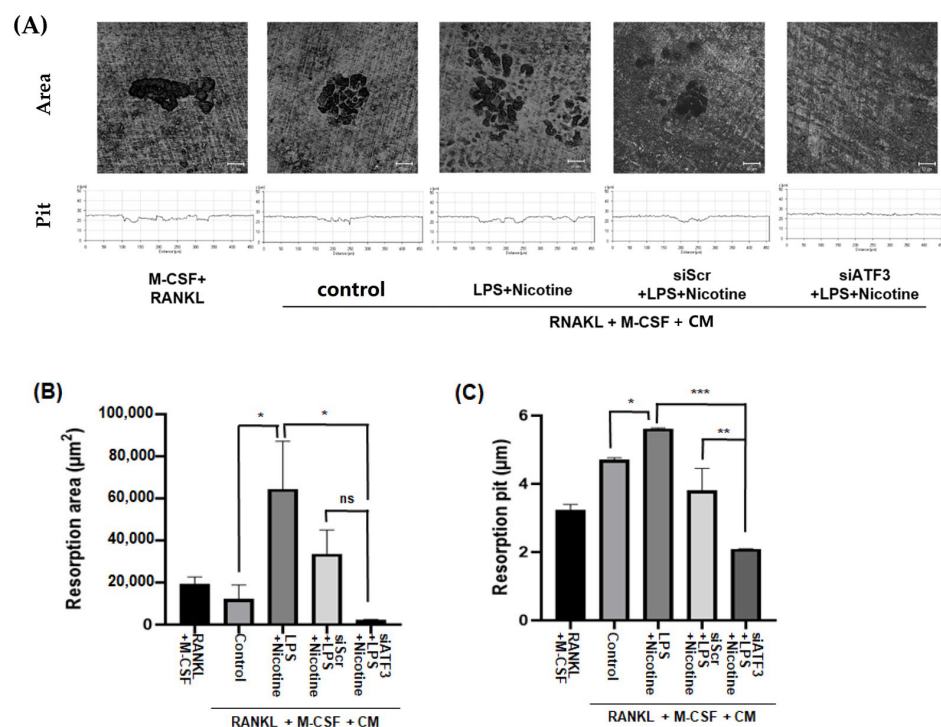 (A)
Area
Pit
M-CSF+
RANKL
control
LPS+Nicotine
siScr
+LPS+Nicotine
siATF3
+LPS+Nicotine
RNAKL + M-CSF + CM
(B)
Resorption area (µm²)
100,000
80,000
60,000
40,000
20,000
0
*
*
ns
RANKL
+M-CSF
Control
LPS
+Nicotine
siScr
+LPS
+Nicotine
siATF3
+LPS
+Nicotine
RANKL + M-CSF + CM
(C)
Resorption pit (µm)
6
4
2
0
*
***
**
RANKL
+M-CSF
Control
LPS
+Nicotine
siScr
+LPS
+Nicotine
siATF3
+LPS
+Nicotine
RANKL + M-CSF + CM